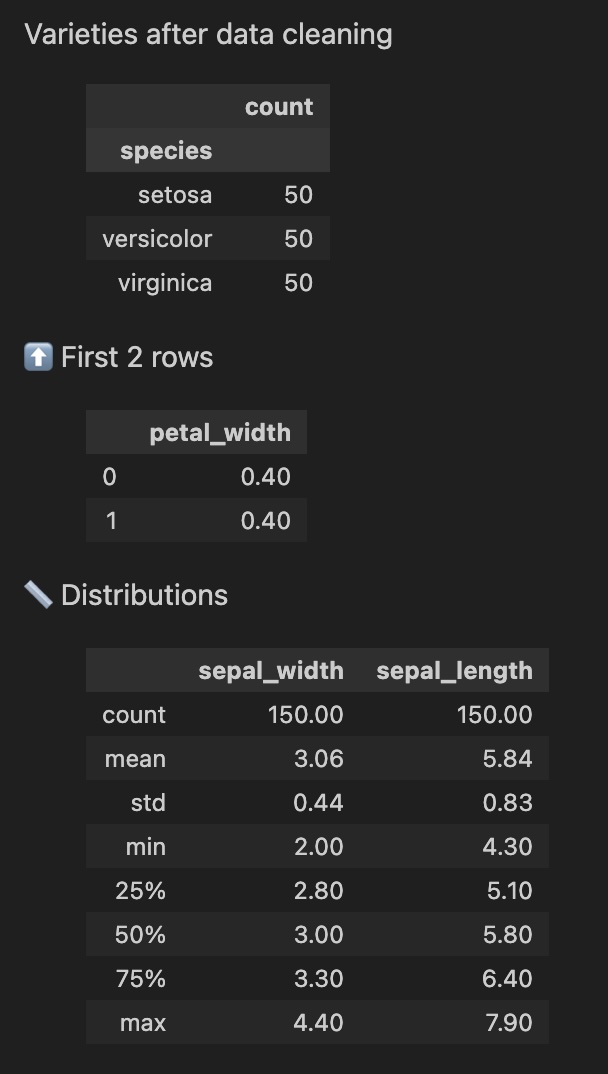 Varieties after data cleaning
count
species
setosa 50
versicolor 50
virginica 50
⬆️ First 2 rows
petal_width
0 0.40
1 0.40
📏 Distributions
sepal_width sepal_length
count 150.00 150.00
mean 3.06 5.84
std 0.44 0.83
min 2.00 4.30
25% 2.80 5.10
50% 3.00 5.80
75% 3.30 6.40
max 4.40 7.90